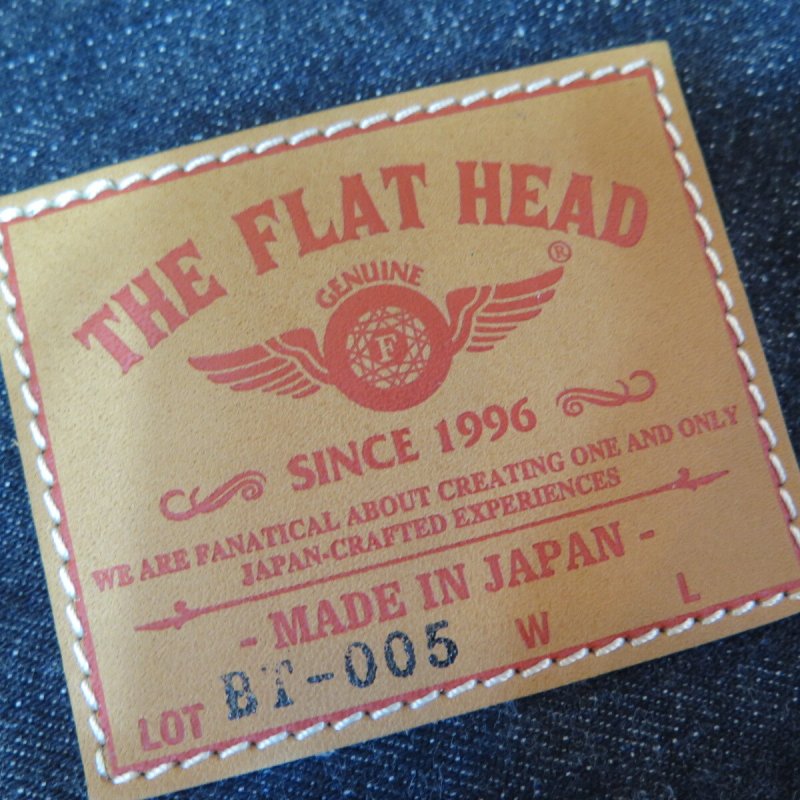 THE FLAT HEAD
®
GENUINE
F
SINCE 1996
WE ARE FANATICAL ABOUT CREATING ONE AND ONLY
JAPAN-CRAFTED EXPERIENCES
- MADE IN JAPAN -
LOT BT-005 W L